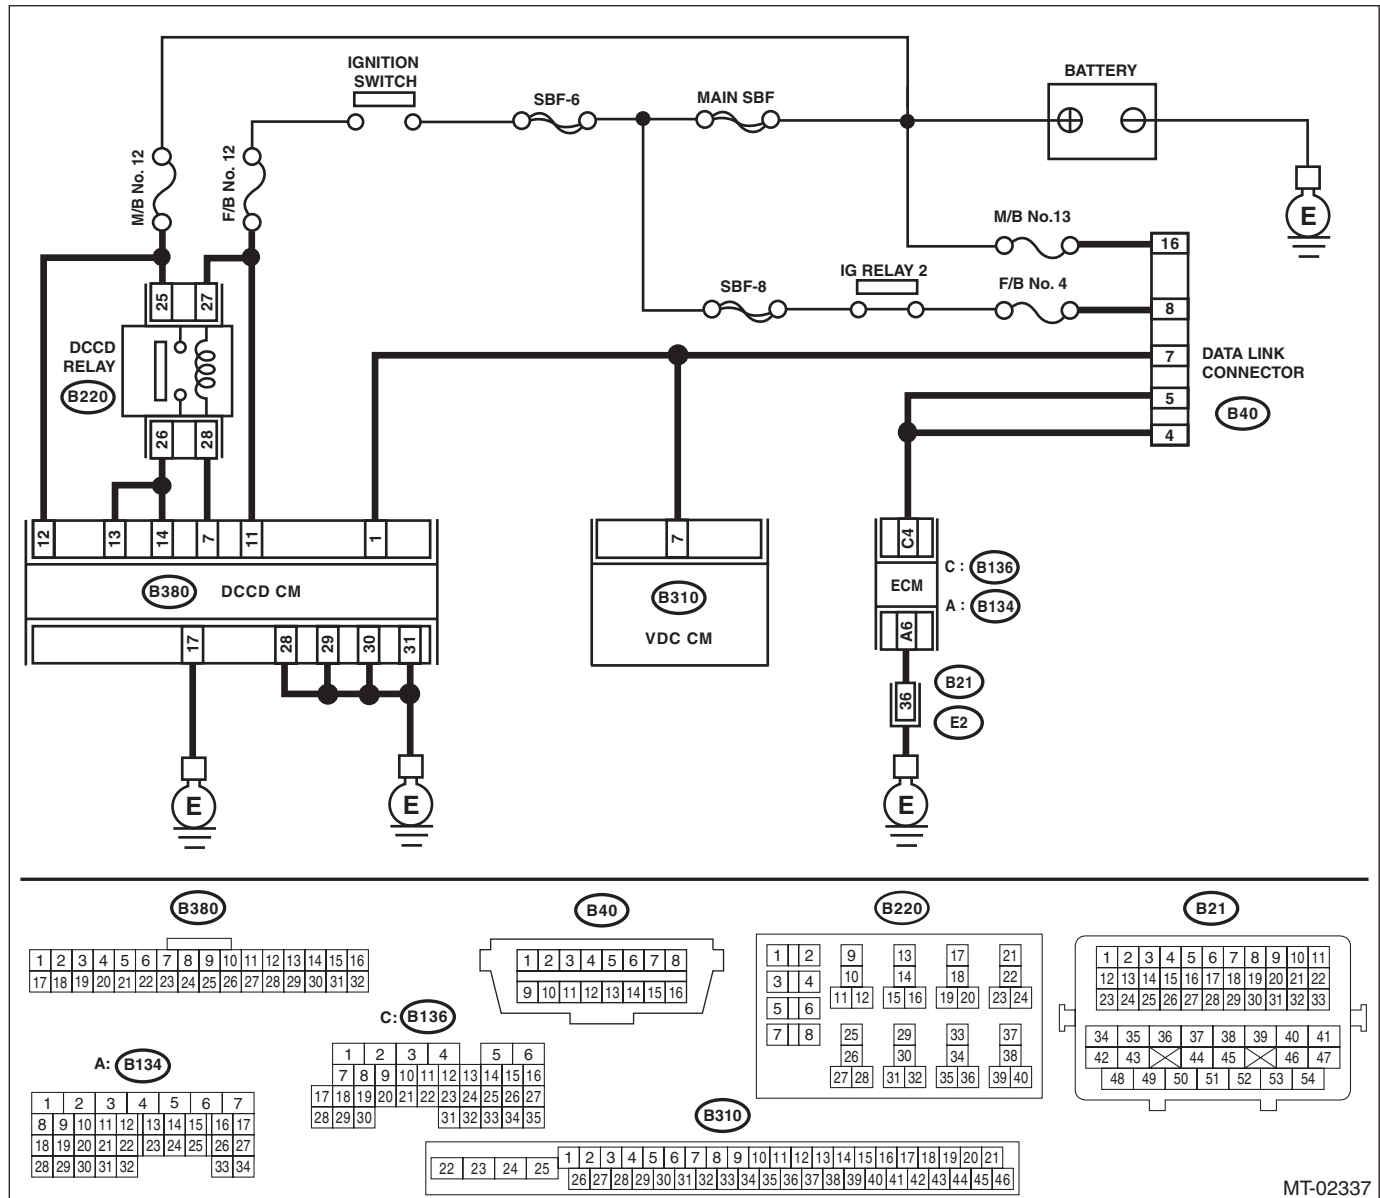 IGNITION
SWITCH
SBF-6
MAIN SBF
BATTERY
M/B No. 12
F/B No. 12
E
M/B No.13
16
SBF-8
IG RELAY 2
F/B No. 4
8
25 27
DCCD
RELAY
B220
7
DATA LINK
CONNECTOR
5
B40
4
26 28
12 13 14 7 11 1
7
C4
B380 DCCD CM
B310
VDC CM
ECM
C : B136
A : B134
17 28 29 30 31
A6
36
B21
E2
E E E
B380
1 2 3 4 5 6 7 8 9 10 11 12 13 14 15 16
17 18 19 20 21 22 23 24 25 26 27 28 29 30 31 32
B40
1 2 3 4 5 6 7 8
9 10 11 12 13 14 15 16
B220
1 2 9 13 17 21
3 4 10 14 18 22
11 12 15 16 19 20 23 24
5 6
7 8 25 29 33 37
26 30 34 38
27 28 31 32 35 36 39 40
B21
1 2 3 4 5 6 7 8 9 10 11
12 13 14 15 16 17 18 19 20 21 22
23 24 25 26 27 28 29 30 31 32 33
34 35 36 37 38 39 40 41
42 43 44 45 46 47
48 49 50 51 52 53 54
A: B134
1 2 3 4 5 6 7
8 9 10 11 12 13 14 15 16 17
18 19 20 21 22 23 24 25 26 27
28 29 30 31 32 33 34
C: B136
1 2 3 4 5 6
7 8 9 10 11 12 13 14 15 16
17 18 19 20 21 22 23 24 25 26 27
28 29 30 31 32 33 34 35
B310
1 2 3 4 5 6 7 8 9 10 11 12 13 14 15 16 17 18 19 20 21
22 23 24 25
26 27 28 29 30 31 32 33 34 35 36 37 38 39 40 41 42 43 44 45 46
MT-02337